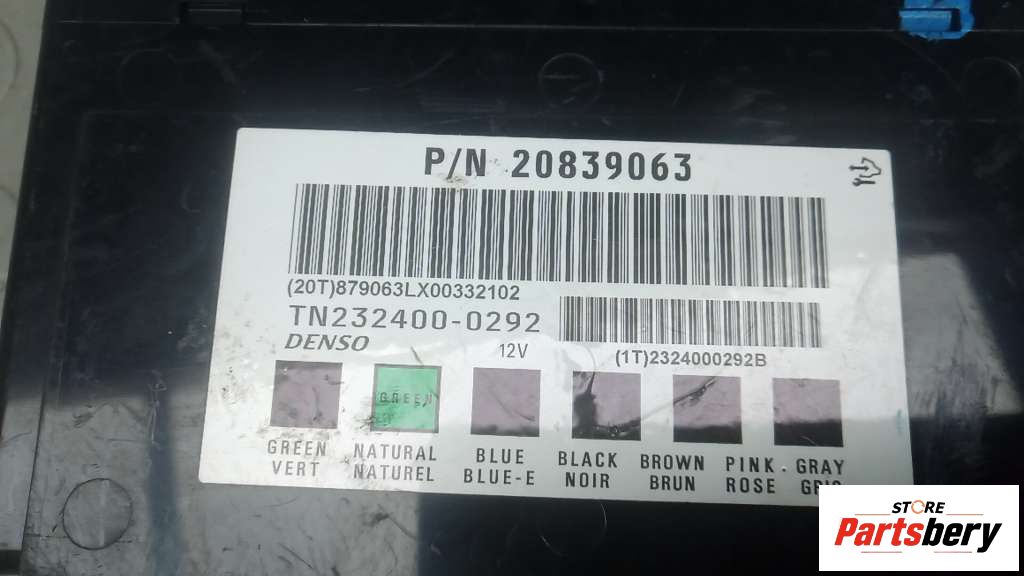 P/N 20839063
(20T)879063LX00332102
TN232400-0292
DENSO 12V
(1T)2324000292B
GREEN
GREEN NATURAL BLUE BLACK BROWN PINK . GRAY
VERT NATUREL BLUE-E NOIR BRUN ROSE GRIS
STORE
Partsbery